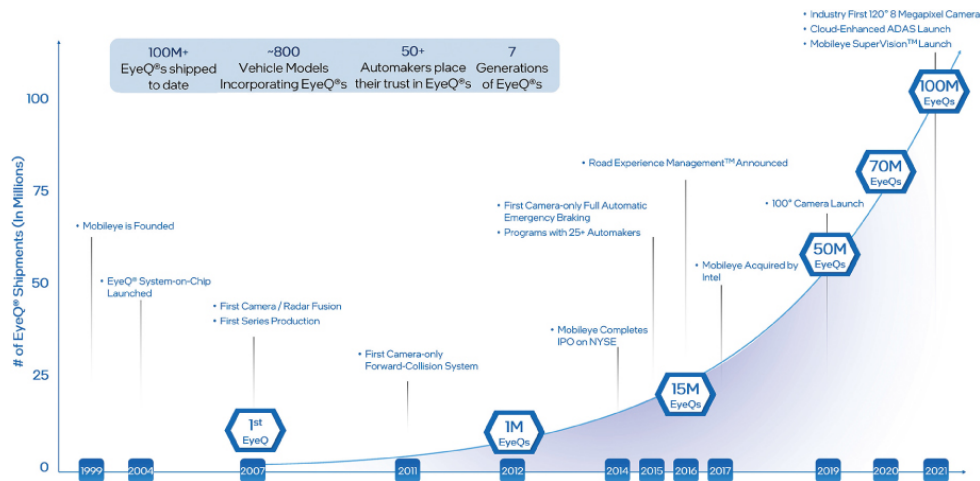 • Industry First 120° 8 Megapixel Camera
• Cloud-Enhanced ADAS Launch
• Mobileye SuperVision™ Launch
100M+
EyeQ®s shipped
to date
~800
Vehicle Models
Incorporating EyeQ®s
50+
Automakers place
their trust in EyeQ®s
7
Generations
of EyeQ®s
# of EyeQ® Shipments (In Millions)
100
75
50
25
0
• Mobileye is Founded
• EyeQ® System-on-Chip
Launched
• First Camera / Radar Fusion
• First Series Production
• First Camera-only
Forward-Collision System
• Mobileye Completes
IPO on NYSE
• First Camera-only Full Automatic
Emergency Braking
• Programs with 25+ Automakers
• Road Experience Management™ Announced
• Mobileye Acquired by
Intel
• 100° Camera Launch
1st
EyeQ
1M
EyeQs
15M
EyeQs
50M
EyeQs
70M
EyeQs
100M
EyeQs
1999
2004
2007
2011
2012
2014
2015
2016
2017
2019
2020
2021